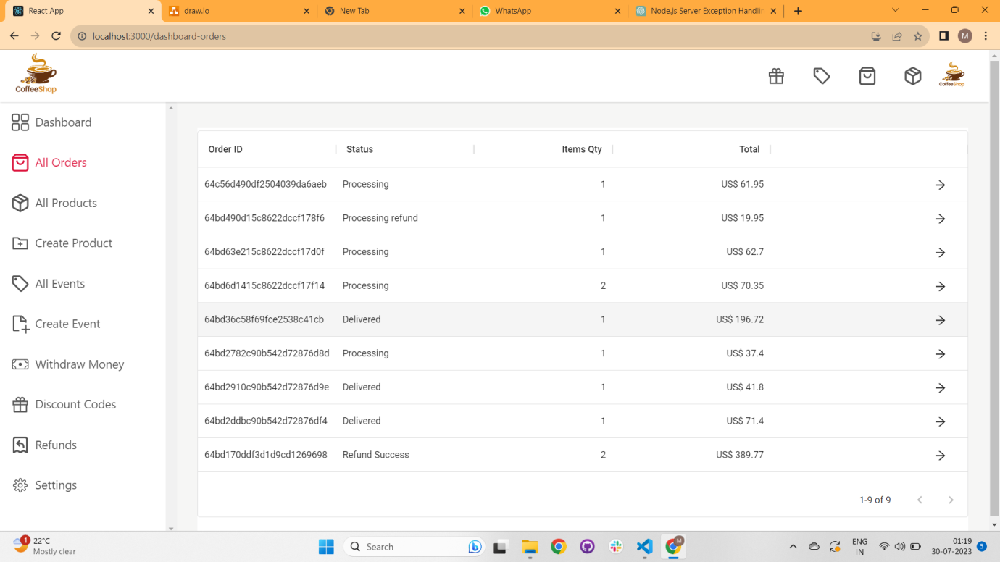 React App
draw.io
New Tab
WhatsApp
Node.js Server Exception Handlin
localhost:3000/dashboard-orders
M
CoffeeShop
CoffeeShop
Dashboard
All Orders
All Products
Create Product
All Events
Create Event
Withdraw Money
Discount Codes
Refunds
Settings
Order ID Status Items Qty Total
64c56d490df2504039da6aeb Processing 1 US$ 61.95
64bd490d15c8622dccf178f6 Processing refund 1 US$ 19.95
64bd63e215c8622dccf17d0f Processing 1 US$ 62.7
64bd6d1415c8622dccf17f14 Processing 2 US$ 70.35
64bd36c58f69fce2538c41cb Delivered 1 US$ 196.72
64bd2782c90b542d72876d8d Processing 1 US$ 37.4
64bd2910c90b542d72876d9e Delivered 1 US$ 41.8
64bd2ddbc90b542d72876df4 Delivered 1 US$ 71.4
64bd170ddf3d1d9cd1269698 Refund Success 2 US$ 389.77
1-9 of 9
1
22°C
Mostly clear
Search
M
ENG
IN
01:19
30-07-2023
5